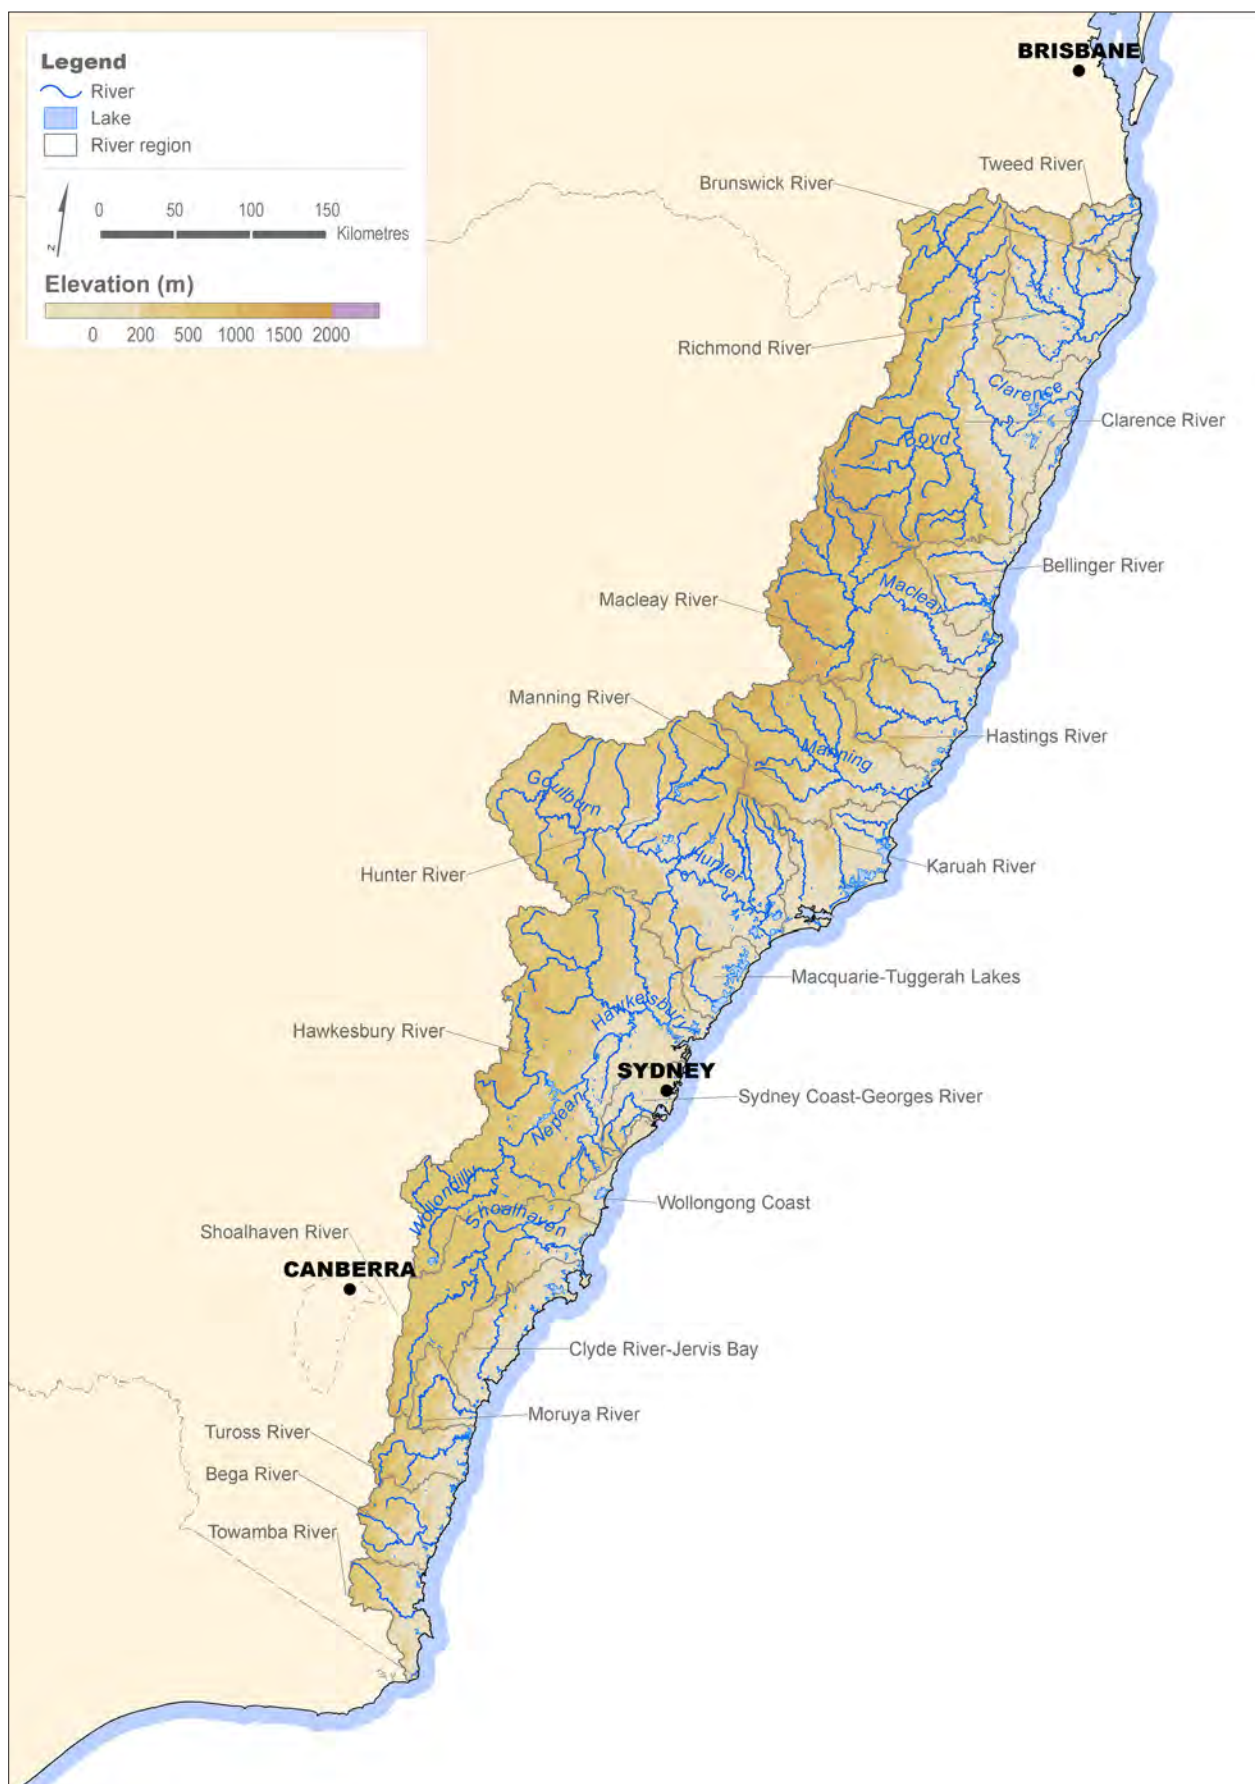 Legend
River
Lake
River region
0 50 100 150
Kilometres
z
Elevation (m)
0 200 500 1000 1500 2000
BRISBANE
Tweed River
Brunswick River
Richmond River
Clarence
Clarence River
Boyd
Bellinger River
Macleay
Macleay River
Manning River
Hastings River
Manning
Goulburn
Hunter
Hunter River
Karuah River
Macquarie-Tuggerah Lakes
Hawkesbury
Hawkesbury River
SYDNEY
Sydney Coast-Georges River
Nepean
Wollondilly
Wollongong Coast
Shoalhaven
Shoalhaven River
CANBERRA
Clyde River-Jervis Bay
Moruya River
Tuross River
Bega River
Towamba River